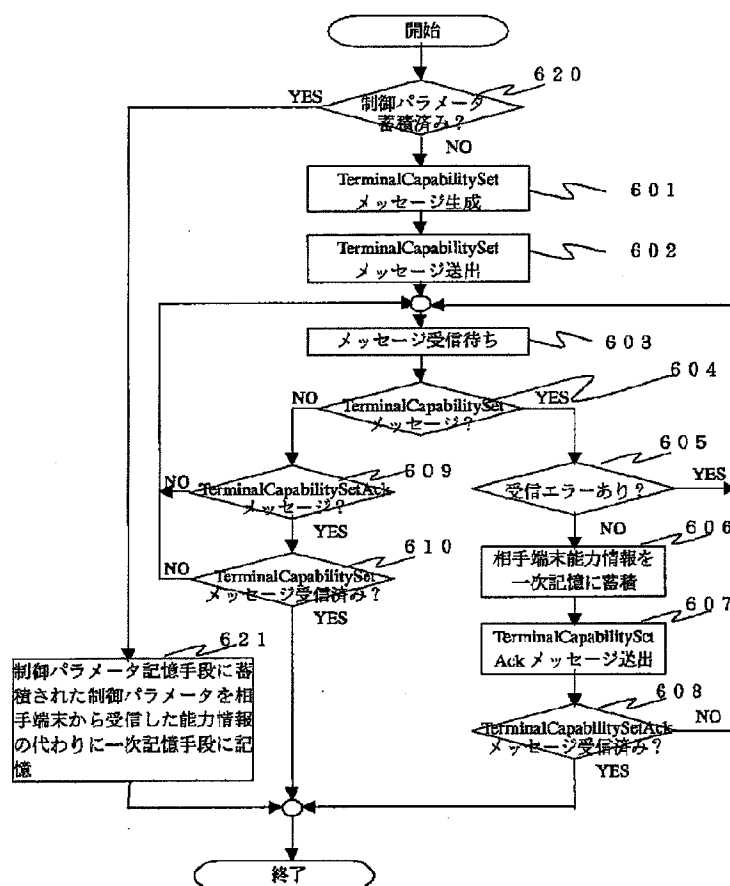 開始
620
YES
制御パラメータ
蓄積済み?
NO
TerminalCapabilitySet
メッセージ生成
601
TerminalCapabilitySet
メッセージ送出
602
メッセージ受信待ち
603
604
NO
TerminalCapabilitySet
メッセージ?
YES
605
NO
TerminalCapabilitySetAck
メッセージ?
609
受信エラーあり?
YES
YES
NO
606
610
NO
TerminalCapabilitySet
メッセージ受信済み?
YES
相手端末能力情報を
一次記憶に蓄積
607
TerminalCapabilitySet
Ackメッセージ送出
621
制御パラメータ記憶手段に蓄
積された制御パラメータを相
手端末から受信した能力情報
の代わりに一次記憶手段に記
憶
608
TerminalCapabilitySetAck
メッセージ受信済み?
NO
YES
終了